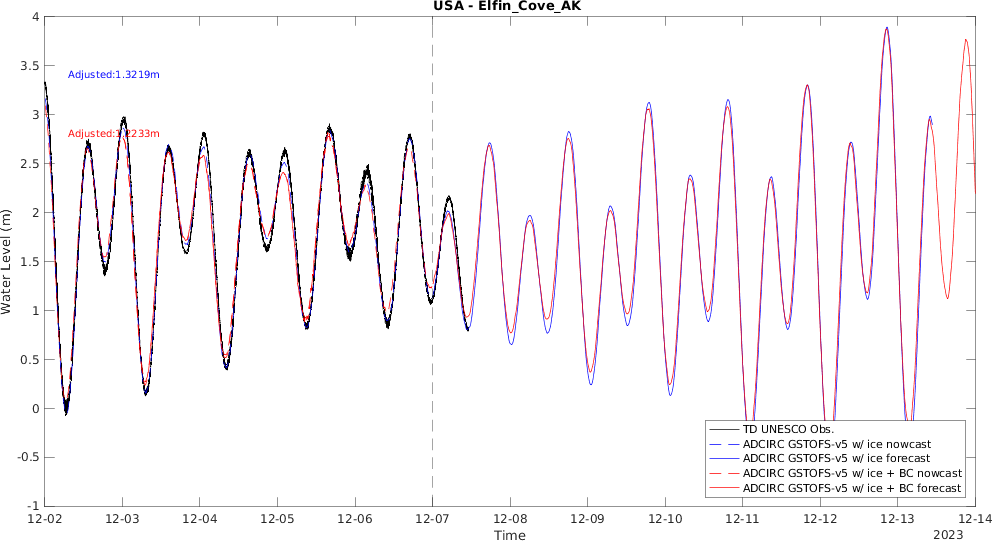 USA - Elfin_Cove_AK
4
3.5
3
2.5
2
1.5
1
0.5
0
-0.5
-1
Water Level (m)
Adjusted:1.3219m
Adjusted:1.2233m
TD UNESCO Obs.
ADCIRC GSTOFS-v5 w/ ice nowcast
ADCIRC GSTOFS-v5 w/ ice forecast
ADCIRC GSTOFS-v5 w/ ice + BC nowcast
ADCIRC GSTOFS-v5 w/ ice + BC forecast
12-02 12-03 12-04 12-05 12-06 12-07 12-08 12-09 12-10 12-11 12-12 12-13 12-14
Time
2023